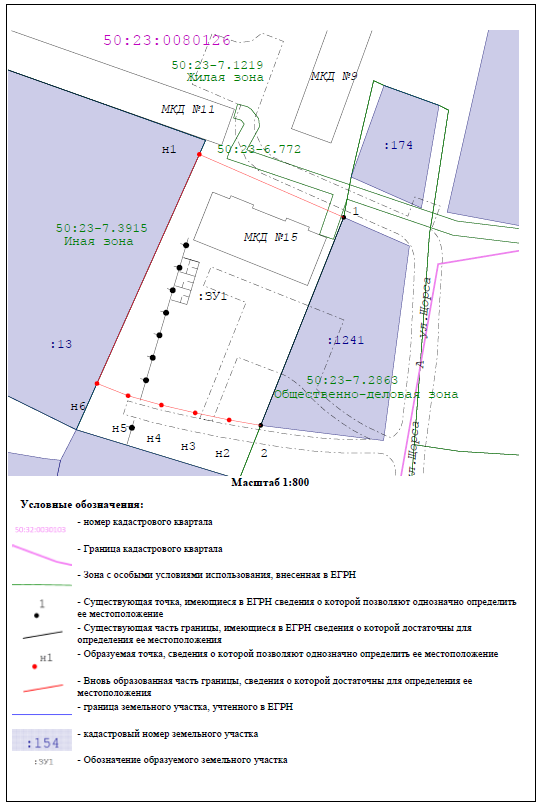 50:23:0080126
50:23-7.1219
Жилая зона
МКД №9
МКД №11
н1
50:23-6.772
:174
1
50:23-7.3915
Иная зона
МКД №15
:ЗУ1
ул.Щорса
:13
:1241
50:23-7.2863
Общественно-деловая зона
н6
н5
н4
н3
н2
2
ул.Щорса
Масштаб 1:800
Условные обозначения:
50:32:0030103
- номер кадастрового квартала
- Граница кадастрового квартала
- Зона с особыми условиями использования, внесенная в ЕГРН
1
- Существующая точка, имеющиеся в ЕГРН сведения о которой позволяют однозначно определить
ее местоположение
- Существующая часть границы, имеющиеся в ЕГРН сведения о которой достаточны для
определения ее местоположения
н1
- Образуемая точка, сведения о которой позволяют однозначно определить ее местоположение
- Вновь образованная часть границы, сведения о которой достаточны для определения ее
местоположения
- граница земельного участка, учтенного в ЕГРН
:154
- кадастровый номер земельного участка
:ЗУ1
- Обозначение образуемого земельного участка